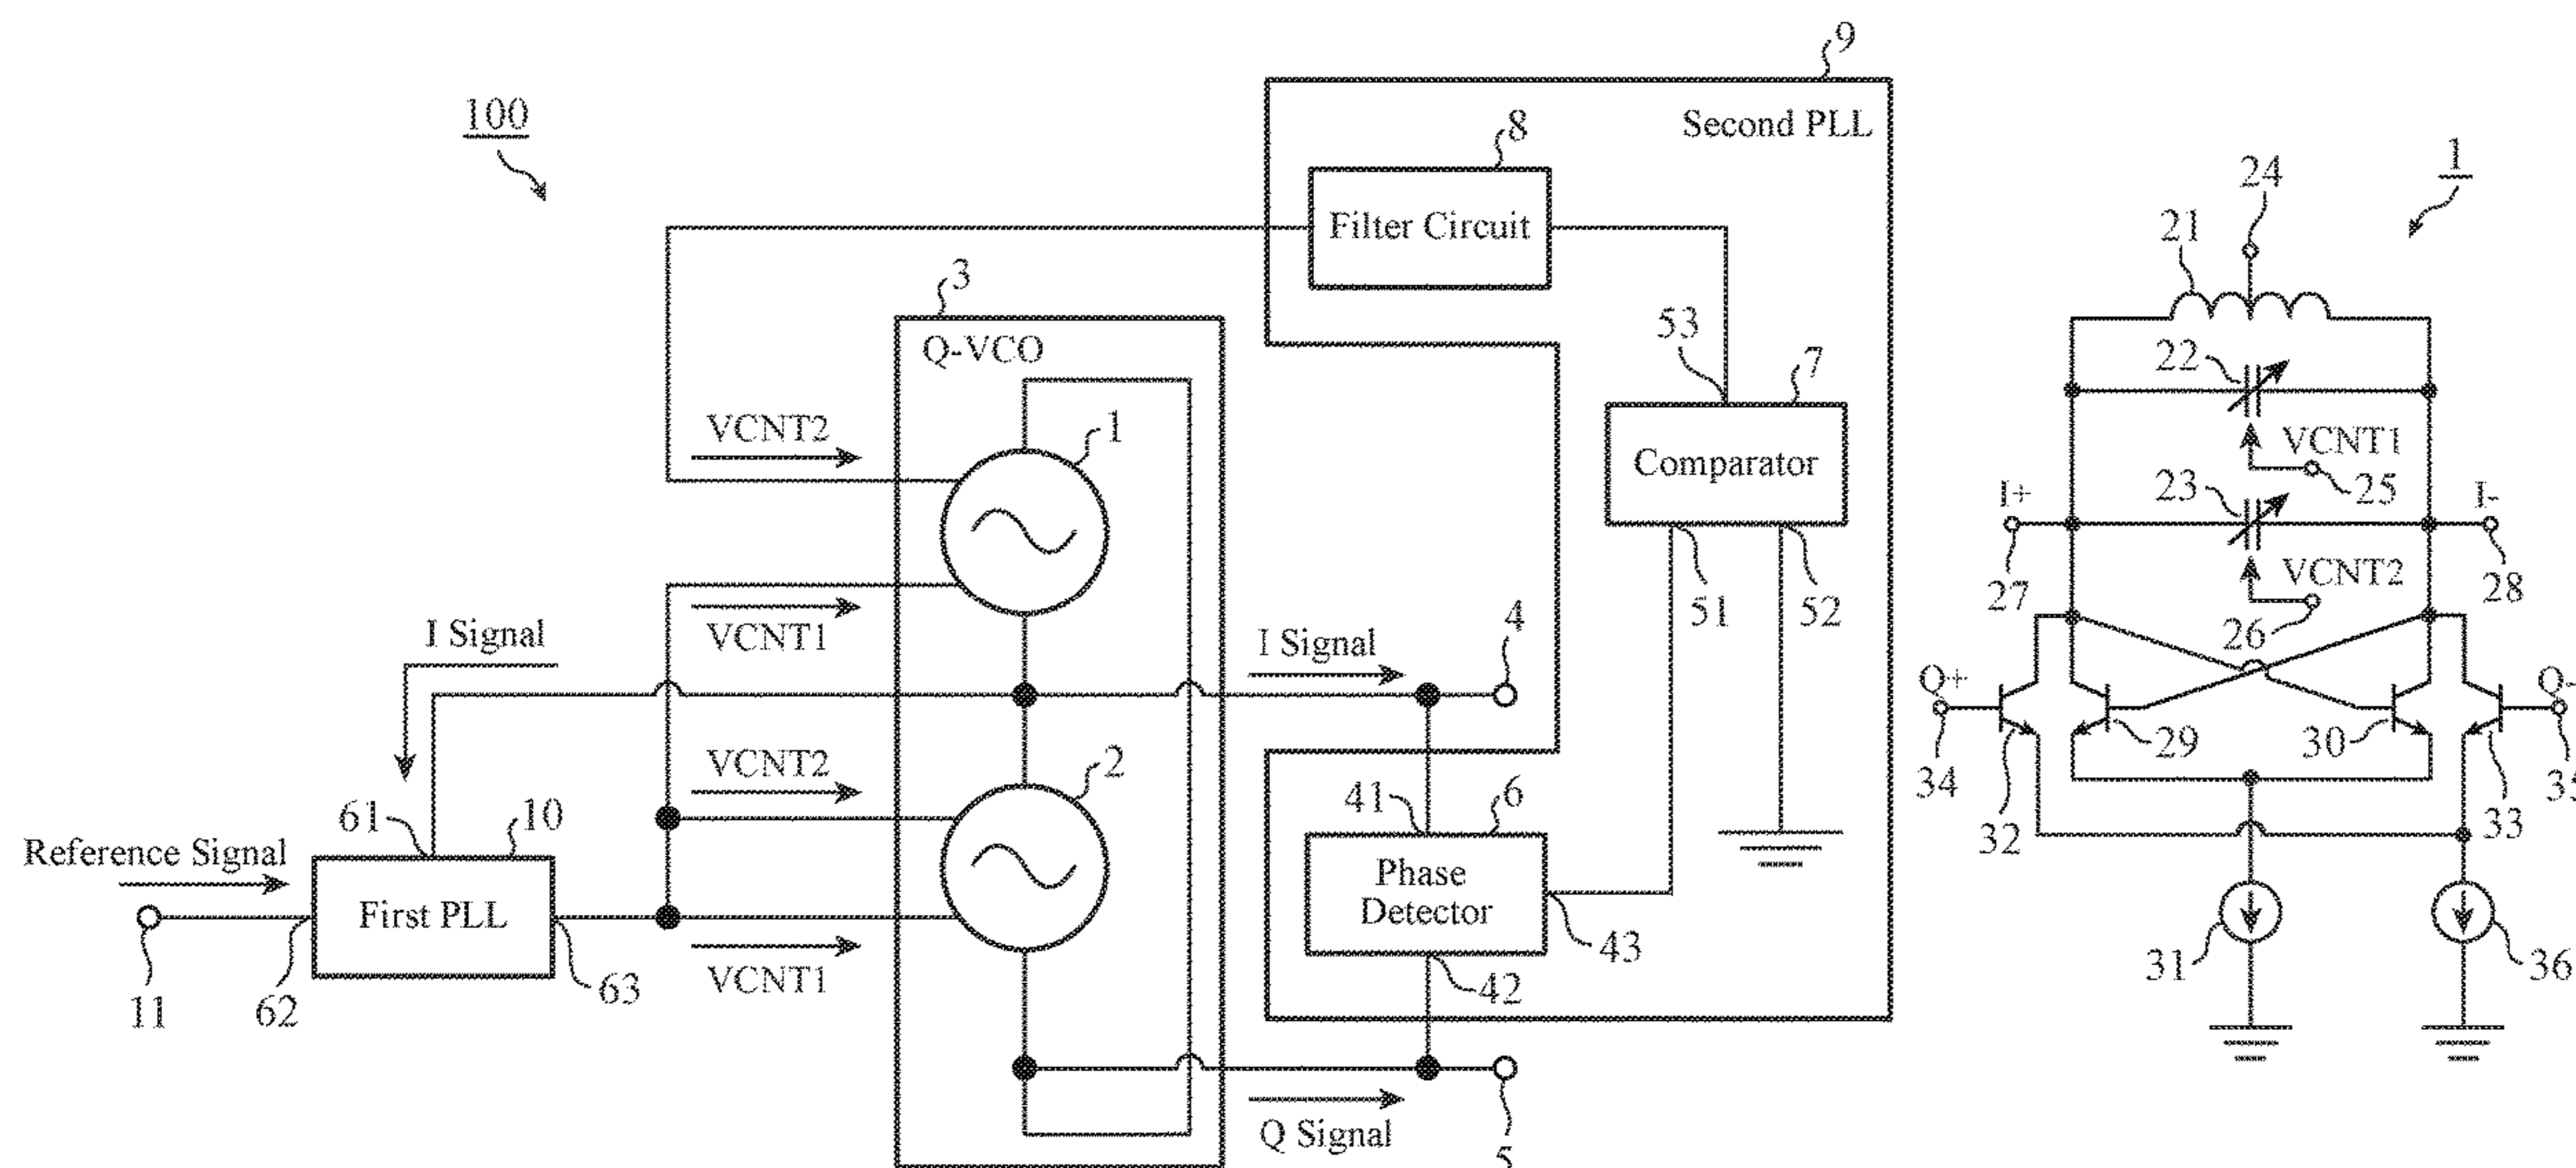 100
9
Second PLL
8
Filter Circuit
3
Q-VCO
53
7
Comparator
VCNT2
1
51
52
VCNT1
I Signal
I Signal
4
VCNT2
2
61
10
41
6
Reference Signal
First PLL
Phase
Detector
11
62
63
VCNT1
43
42
Q Signal
5
1
24
21
22
VCNT1
25
I+
23
I-
27
VCNT2
28
26
Q+
Q-
34
32
29
30
33
35
31
36